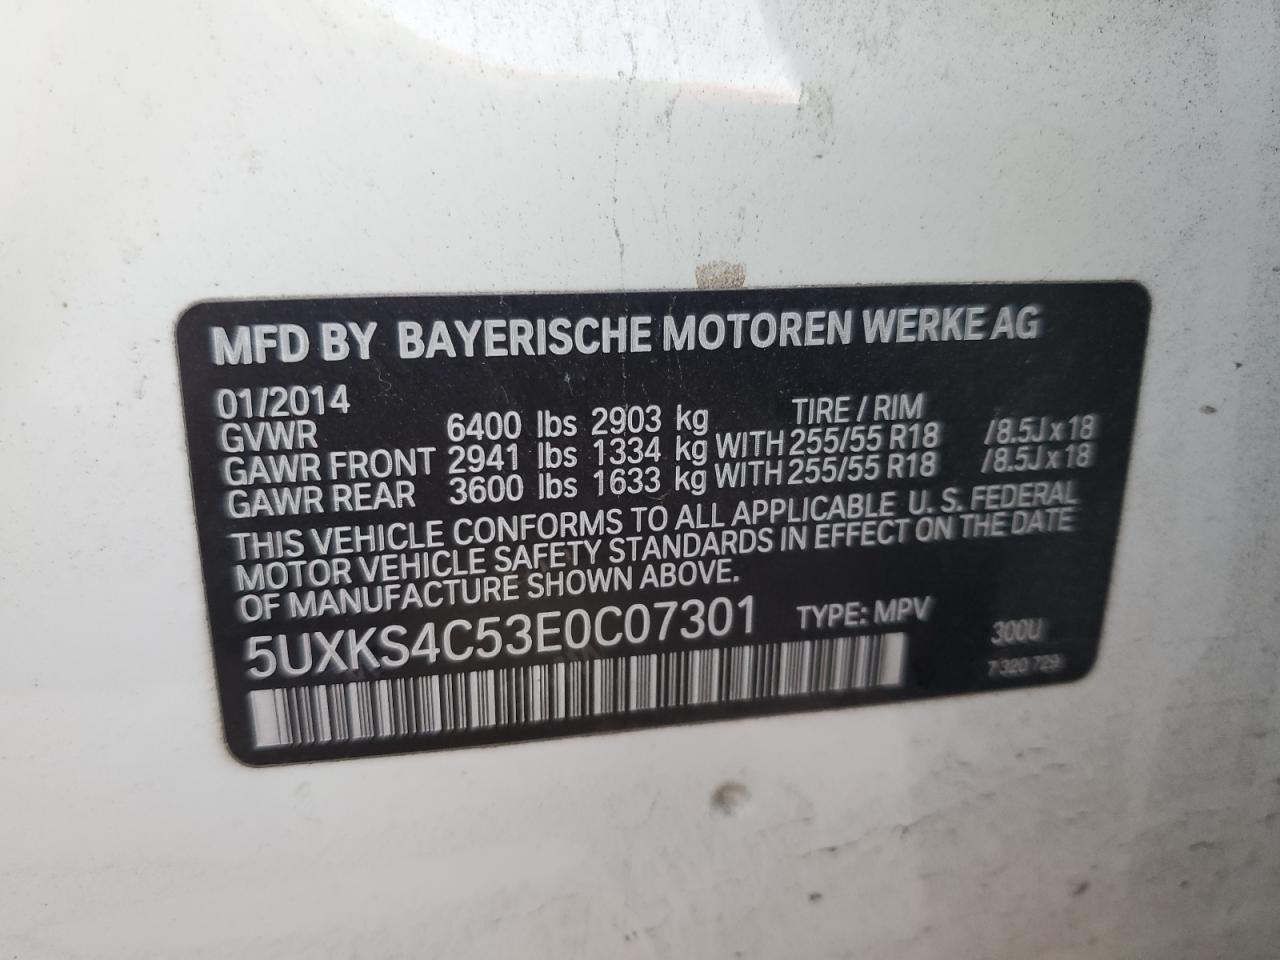 MFD BY BAYERISCHE MOTOREN WERKE AG
01/2014 TIRE / RIM
GVWR 6400 lbs 2903 kg
GAWR FRONT 2941 lbs 1334 kg WITH 255/55 R18 /8.5J x 18
GAWR REAR 3600 lbs 1633 kg WITH 255/55 R18 /8.5J x 18
THIS VEHICLE CONFORMS TO ALL APPLICABLE U. S. FEDERAL
MOTOR VEHICLE SAFETY STANDARDS IN EFFECT ON THE DATE
OF MANUFACTURE SHOWN ABOVE.
5UXKS4C53E0C07301 TYPE: MPV 300U
7 320 729